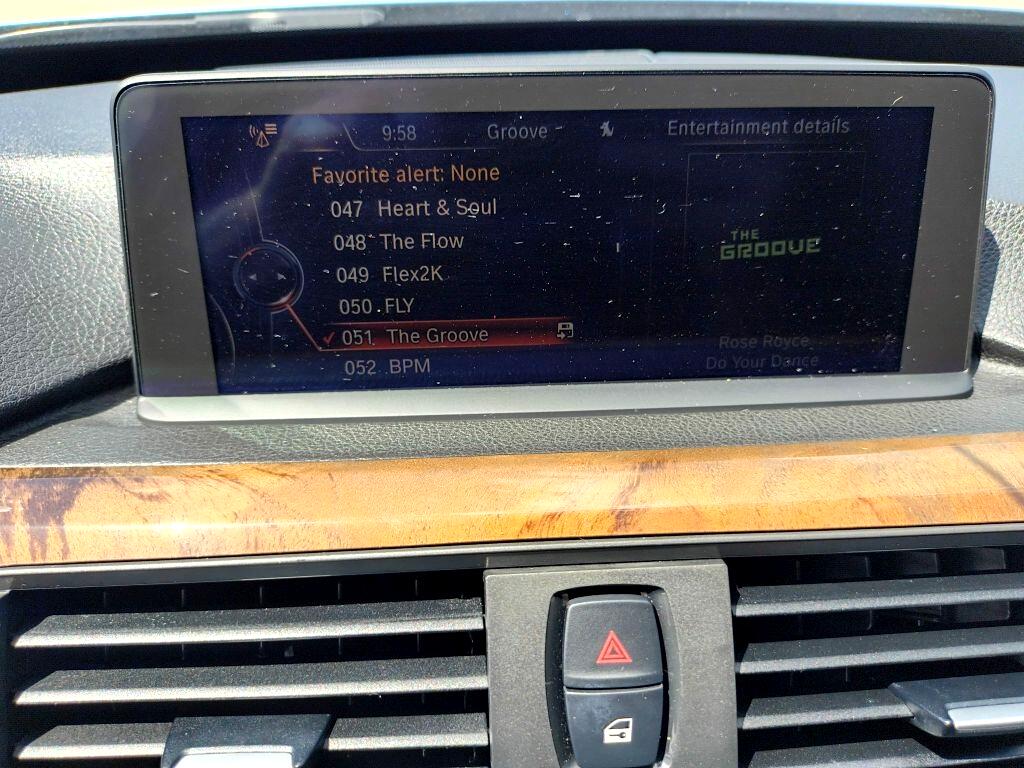 9:58 Groove Entertainment details
Favorite alert: None
047 Heart & Soul
048 The Flow
049 Flex2K
050 FLY
051 The Groove
052 BPM
THE
GROOVE
Rose Royce
Do Your Dance